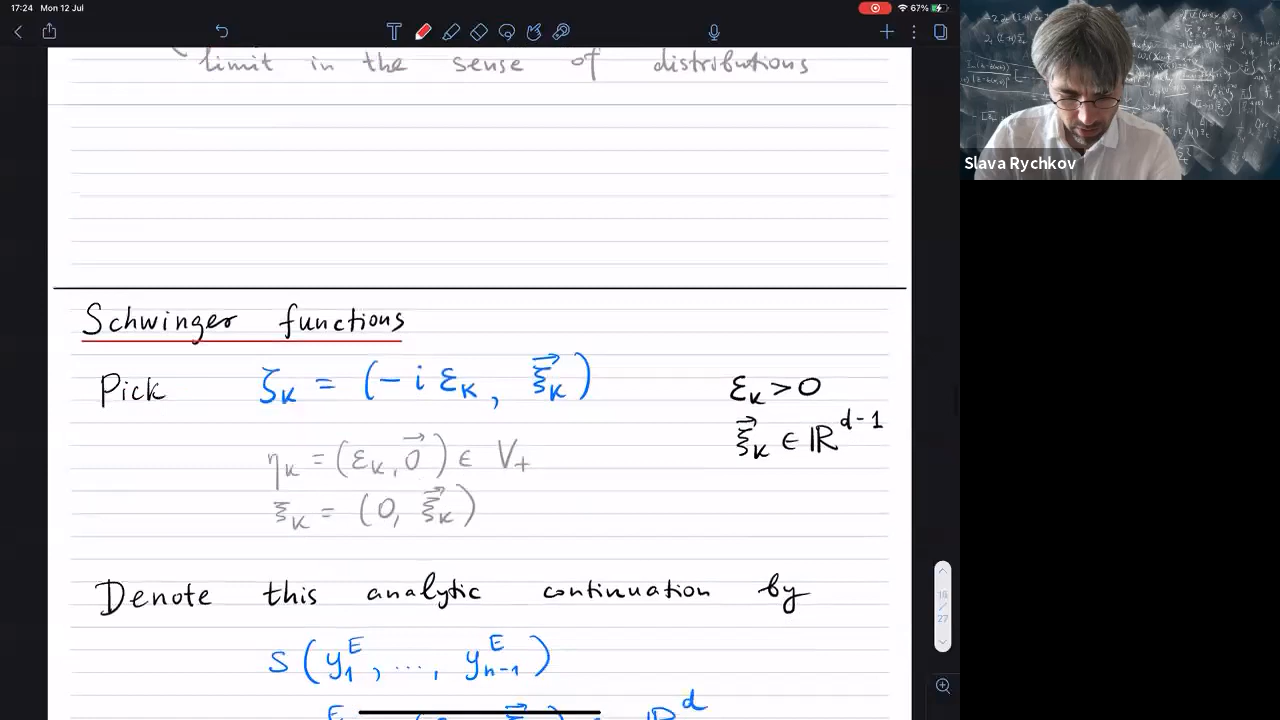 17:24 Mon 12 Jul
67%
limit in the sense of distributions
Slava Rychkov
Schwinger functions
Pick ζ_K = (-i ε_K, ξ⃗_K)
ε_K > 0
ξ⃗_K ∈ ℝ^{d-1}
η_K = (ε_K, 0⃗) ∈ V_+
ξ_K = (0, ξ⃗_K)
Denote this analytic continuation by
S(y_1^E, ..., y_{n-1}^E)
18
/
27